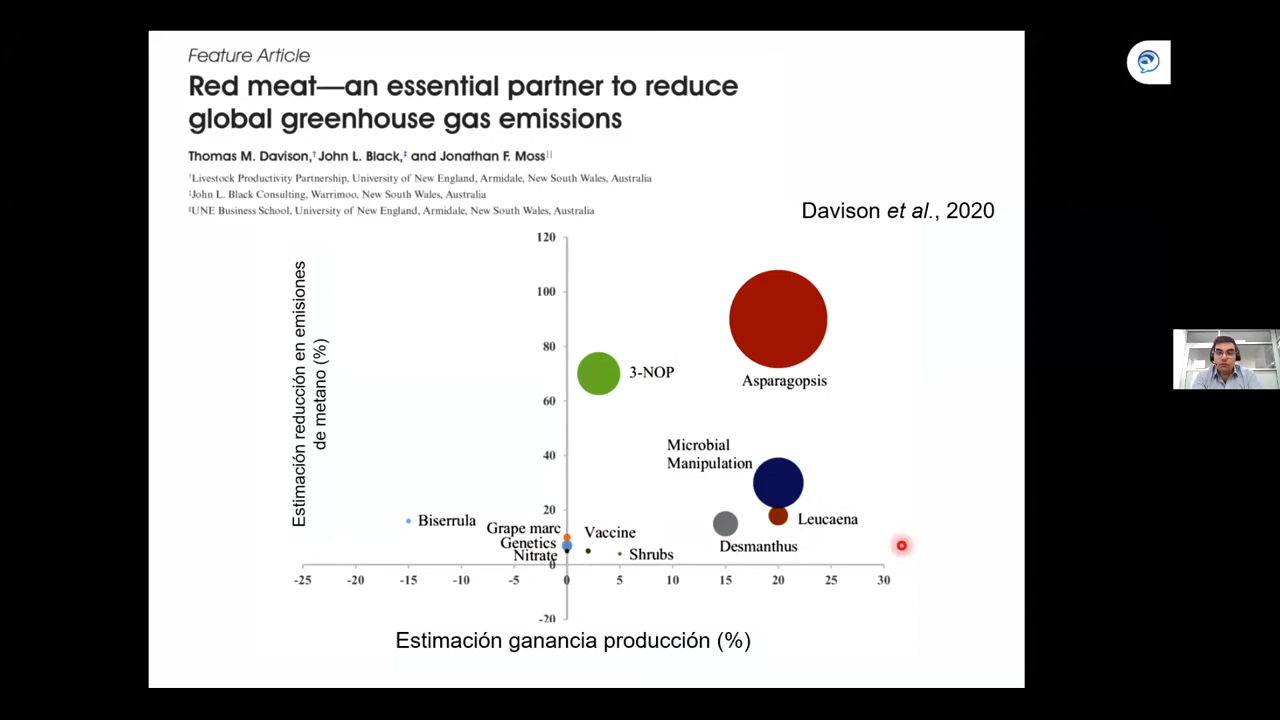 Feature Article
Red meat—an essential partner to reduce
global greenhouse gas emissions
Thomas M. Davison,† John L. Black,‡ and Jonathan F. Moss||
†Livestock Productivity Partnership, University of New England, Armidale, New South Wales, Australia
‡John L. Black Consulting, Warrimoo, New South Wales, Australia
||UNE Business School, University of New England, Armidale, New South Wales, Australia
Davison et al., 2020
Estimación reducción en emisiones
de metano (%)
120
100
80
60
40
20
0
-20
3-NOP
Asparagopsis
Microbial
Manipulation
Leucaena
Desmanthus
Biserrula
Grape marc
Genetics
Nitrate
Vaccine
Shrubs
-25 -20 -15 -10 -5 0 5 10 15 20 25 30
Estimación ganancia producción (%)